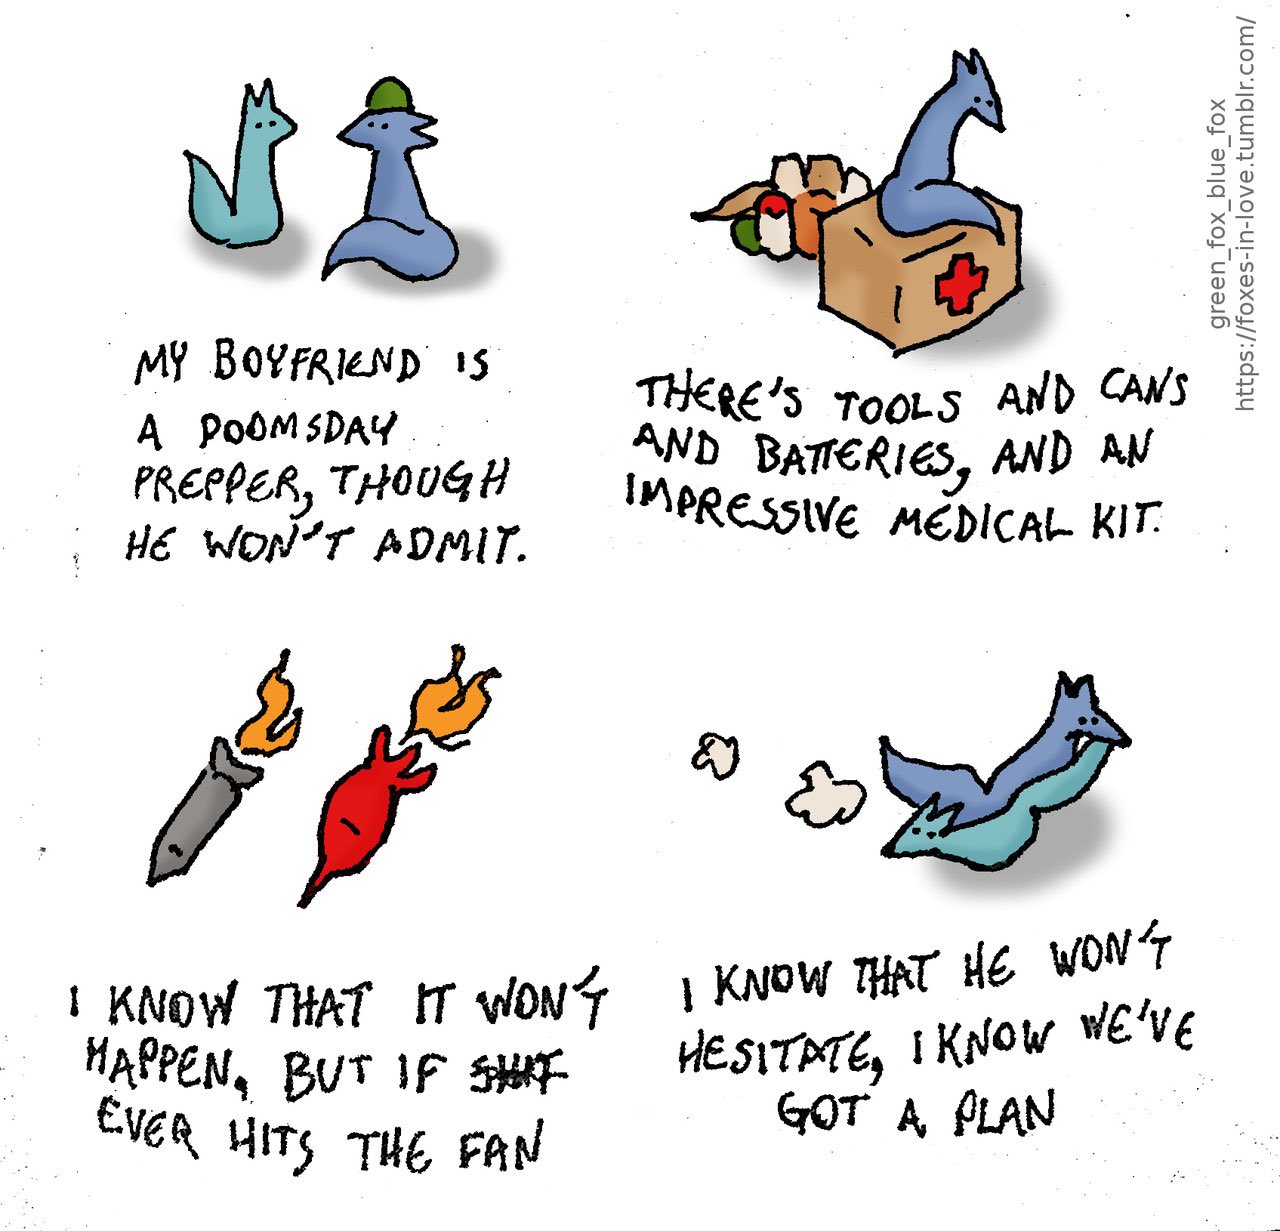 MY BOYFRIEND IS
A DOOMSDAY
PREPPER, THOUGH
HE WON'T ADMIT.
THERE'S TOOLS AND CANS
AND BATTERIES, AND AN
IMPRESSIVE MEDICAL KIT.
I KNOW THAT IT WON'T
HAPPEN, BUT IF SHIT
EVER HITS THE FAN
I KNOW THAT HE WON'T
HESITATE, I KNOW WE'VE
GOT A PLAN
green_fox_blue_fox
https://foxes-in-love.tumblr.com/